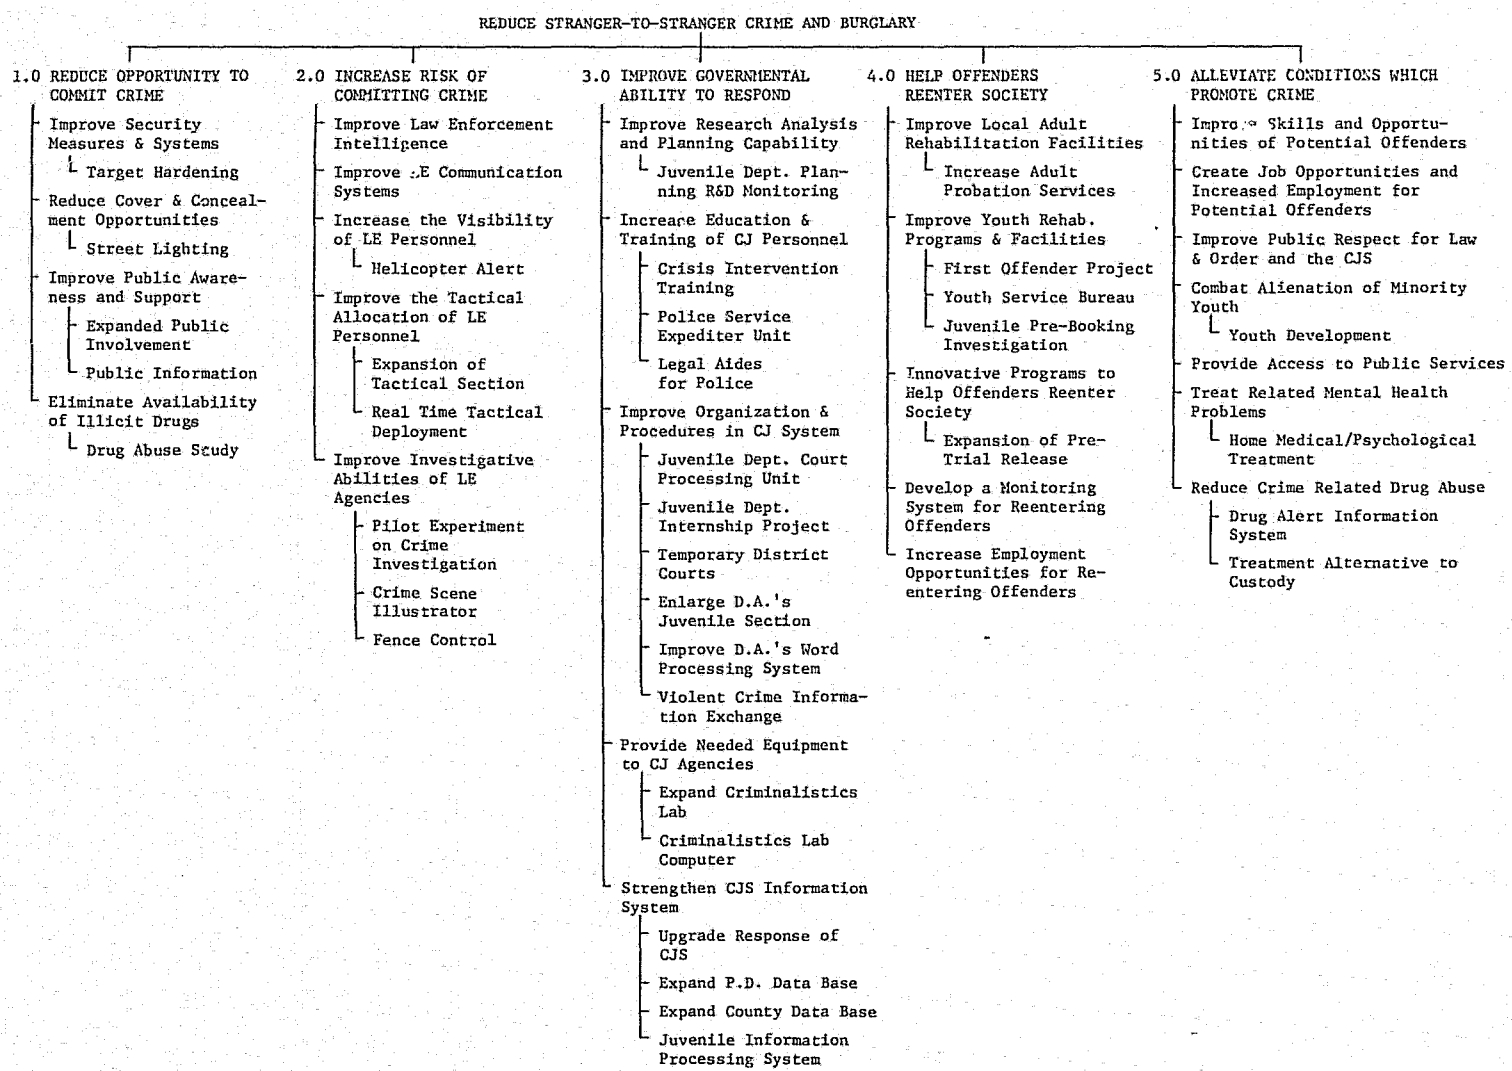 REDUCE STRANGER-TO-STRANGER CRIME AND BURGLARY
1.0 REDUCE OPPORTUNITY TO
COMMIT CRIME
Improve Security
Measures & Systems
Target Hardening
Reduce Cover & Conceal-
ment Opportunities
Street Lighting
Improve Public Aware-
ness and Support
Expanded Public
Involvement
Public Information
Eliminate Availability
of Illicit Drugs
Drug Abuse Study
2.0 INCREASE RISK OF
COMMITTING CRIME
Improve Law Enforcement
Intelligence
Improve E Communication
Systems
Increase the Visibility
of LE Personnel
Helicopter Alert
Improve the Tactical
Allocation of LE
Personnel
Expansion of
Tactical Section
Real Time Tactical
Deployment
Improve Investigative
Abilities of LE
Agencies
Pilot Experiment
on Crime
Investigation
Crime Scene
Illustrator
Fence Control
3.0 IMPROVE GOVERNMENTAL
ABILITY TO RESPOND
Improve Research Analysis
and Planning Capability
Juvenile Dept. Plan-
ning R&D Monitoring
Increase Education &
Training of CJ Personnel
Crisis Intervention
Training
Police Service
Expediter Unit
Legal Aides
for Police
Improve Organization &
Procedures in CJ System
Juvenile Dept. Court
Processing Unit
Juvenile Dept.
Internship Project
Temporary District
Courts
Enlarge D.A.'s
Juvenile Section
Improve D.A.'s Word
Processing System
Violent Crime Informa-
tion Exchange
Provide Needed Equipment
to CJ Agencies
Expand Criminalistics
Lab
Criminalistics Lab
Computer
Strengthen CJS Information
System
Upgrade Response of
CJS
Expand P.D. Data Base
Expand County Data Base
Juvenile Information
Processing System
4.0 HELP OFFENDERS
REENTER SOCIETY
Improve Local Adult
Rehabilitation Facilities
Increase Adult
Probation Services
Improve Youth Rehab.
Programs & Facilities
First Offender Project
Youth Service Bureau
Juvenile Pre-Booking
Investigation
Innovative Programs to
Help Offenders Reenter
Society
Expansion of Pre-
Trial Release
Develop a Monitoring
System for Reentering
Offenders
Increase Employment
Opportunities for Re-
entering Offenders
5.0 ALLEVIATE CONDITIONS WHICH
PROMOTE CRIME
Skills and Opportu-
nities of Potential Offenders
Create Job Opportunities and
Increased Employment for
Potential Offenders
Improve Public Respect for Law
& Order and the CJS
Combat Alienation of Minority
Youth
Youth Development
Provide Access to Public Services
Treat Related Mental Health
Problems
Home Medical/Psychological
Treatment
Reduce Crime Related Drug Abuse
Drug Alert Information
System
Treatment Alternative to
Custody